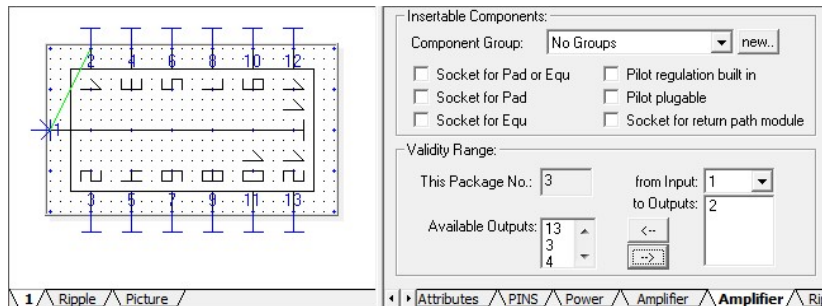 2 4 6 8 10 12
1
3 5 7 9 11 13
1 Ripple Picture
Insertable Components:
Component Group: No Groups new..
Socket for Pad or Equ Pilot regulation built in
Socket for Pad Pilot plugable
Socket for Equ Socket for return path module
Validity Range:
This Package No.: 3 from Input: 1
to Outputs: 2
Available Outputs: 13
3
4
<--
-->
Attributes PINS Power Amplifier Amplifier Ri